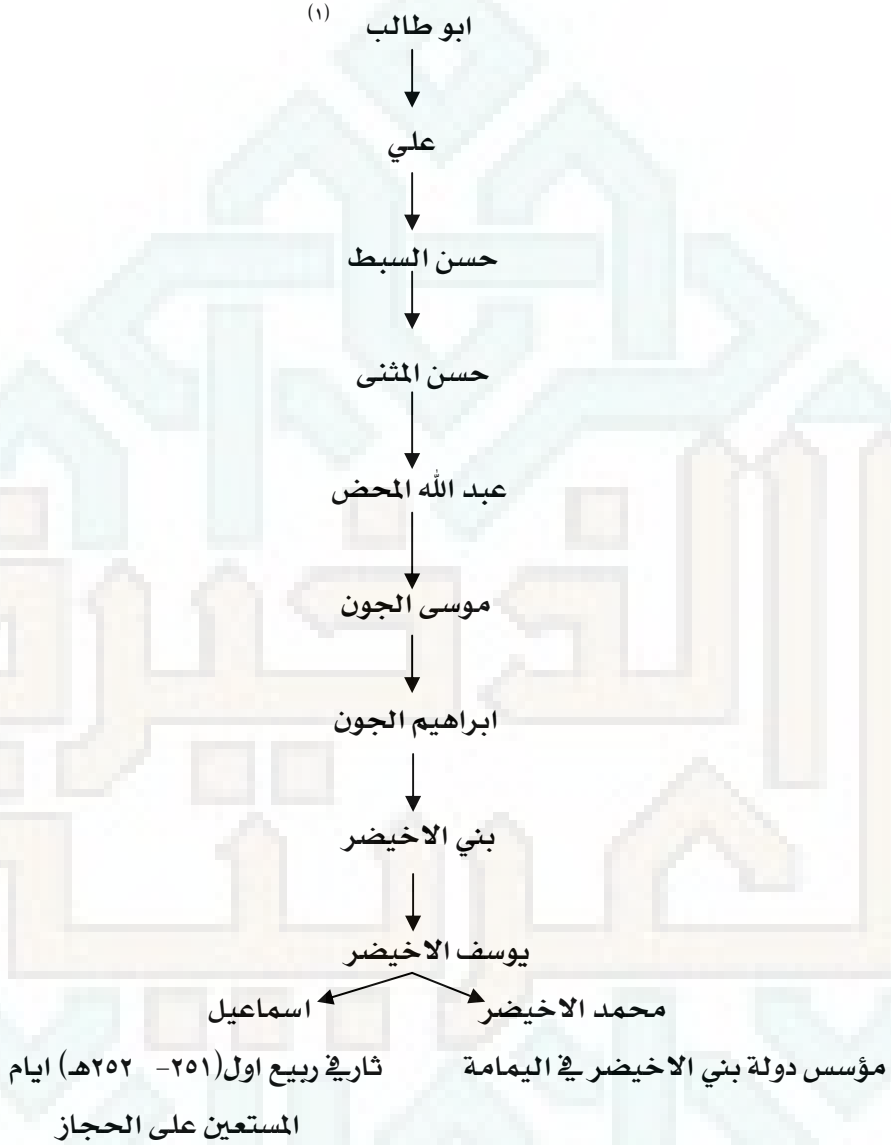 ابو طالب (١)
علي
حسن السبط
حسن المثنى
عبد الله المحض
موسى الجون
ابراهيم الجون
بني الاخيضر
يوسف الاخيضر
محمد الاخيضر اسماعيل
مؤسس دولة بني الاخيضر في اليمامة ثار في ربيع اول(٢٥١- ٢٥٢هـ) ايام
المستعين على الحجاز